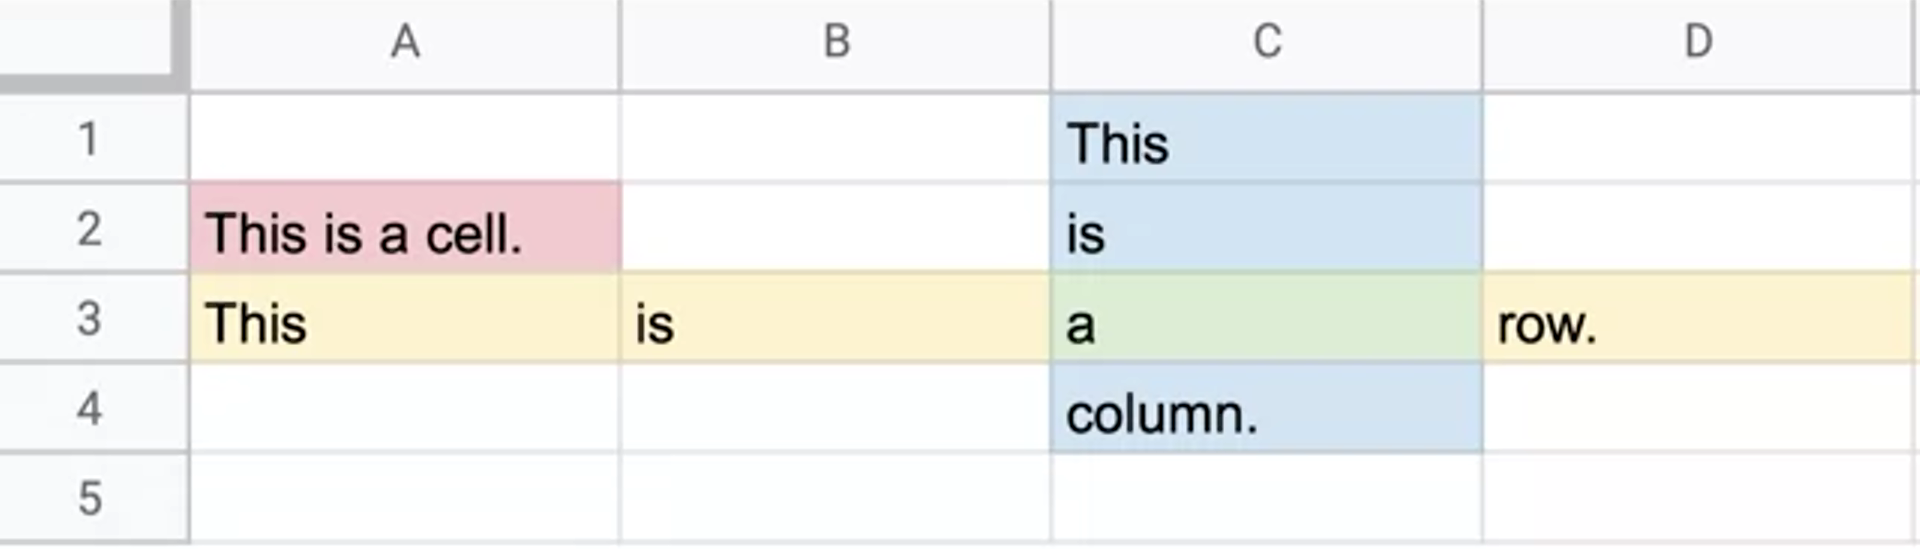 A B C D
1 This
2 This is a cell. is
3 This is a row.
4 column.
5